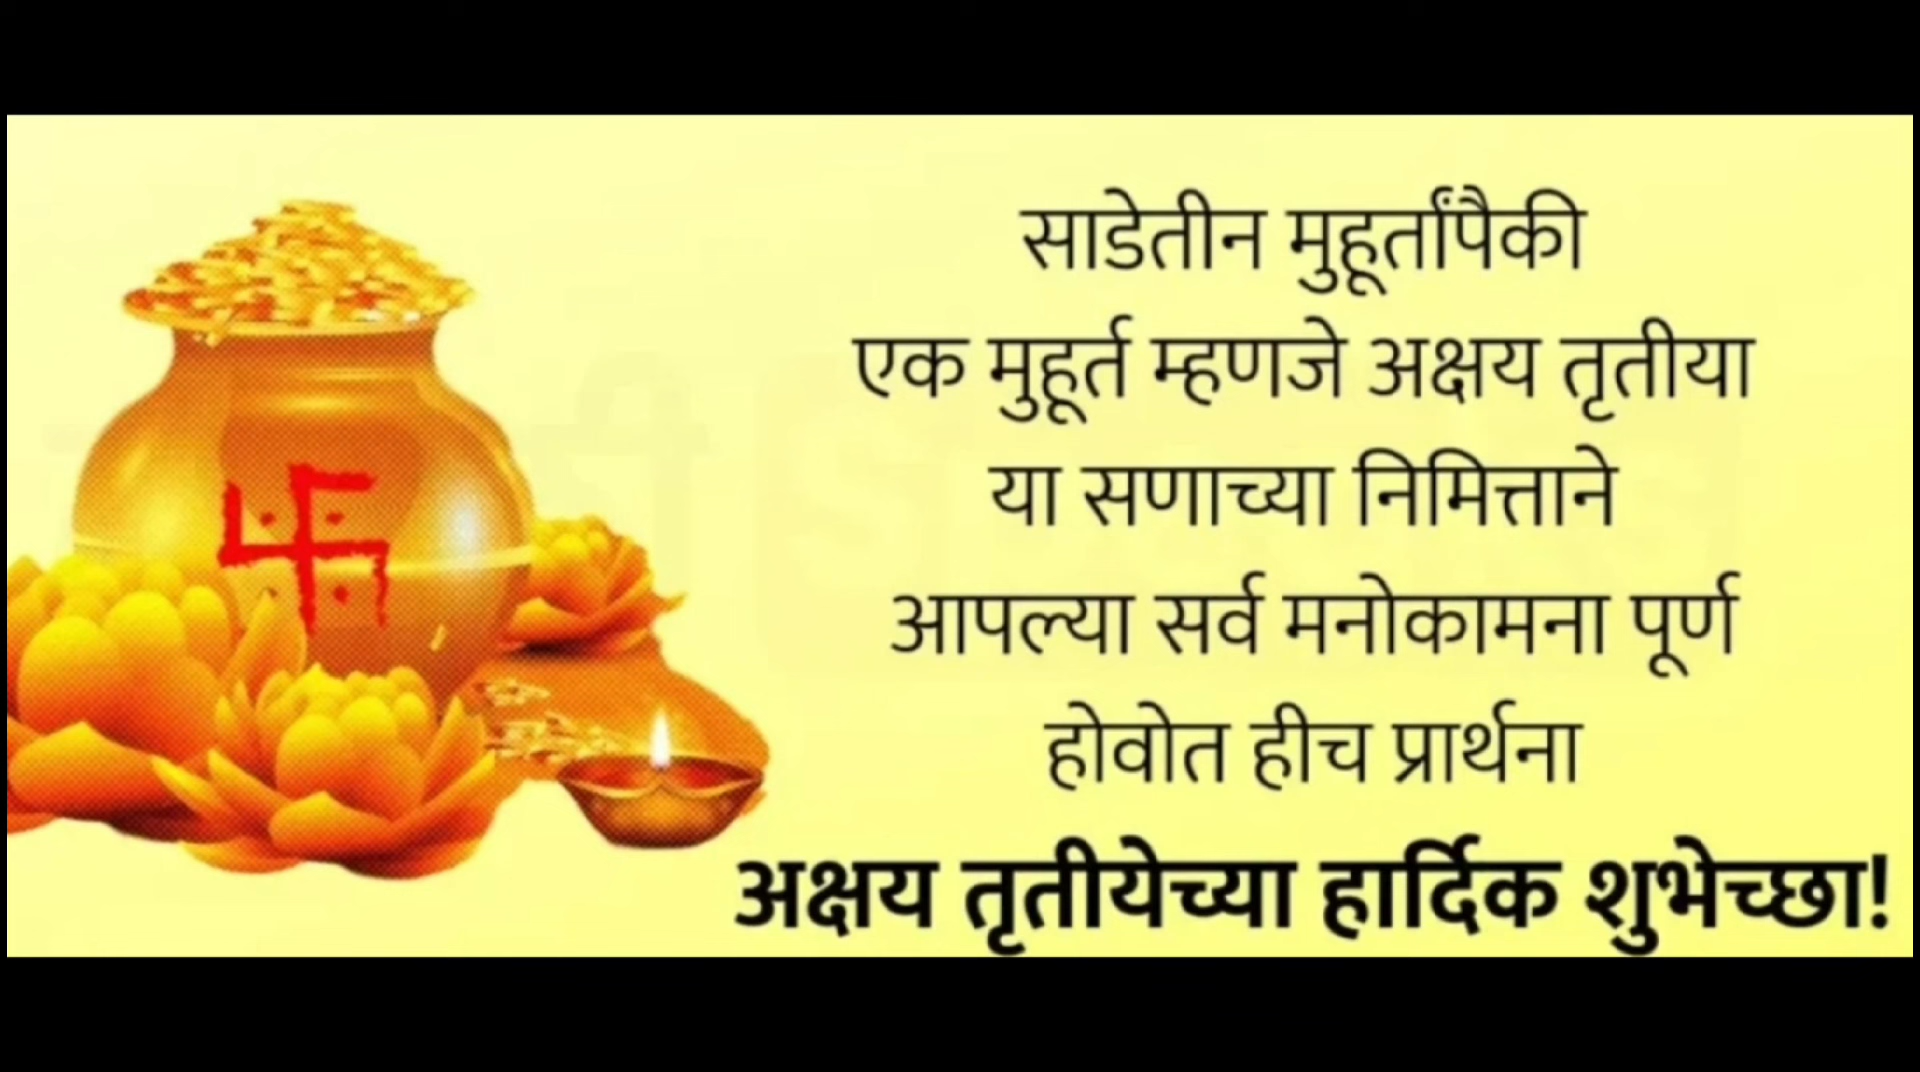 साडेतीन मुहूर्तांपैकी
एक मुहूर्त म्हणजे अक्षय तृतीया
या सणाच्या निमित्ताने
आपल्या सर्व मनोकामना पूर्ण
होवोत हीच प्रार्थना
अक्षय तृतीयेच्या हार्दिक शुभेच्छा!